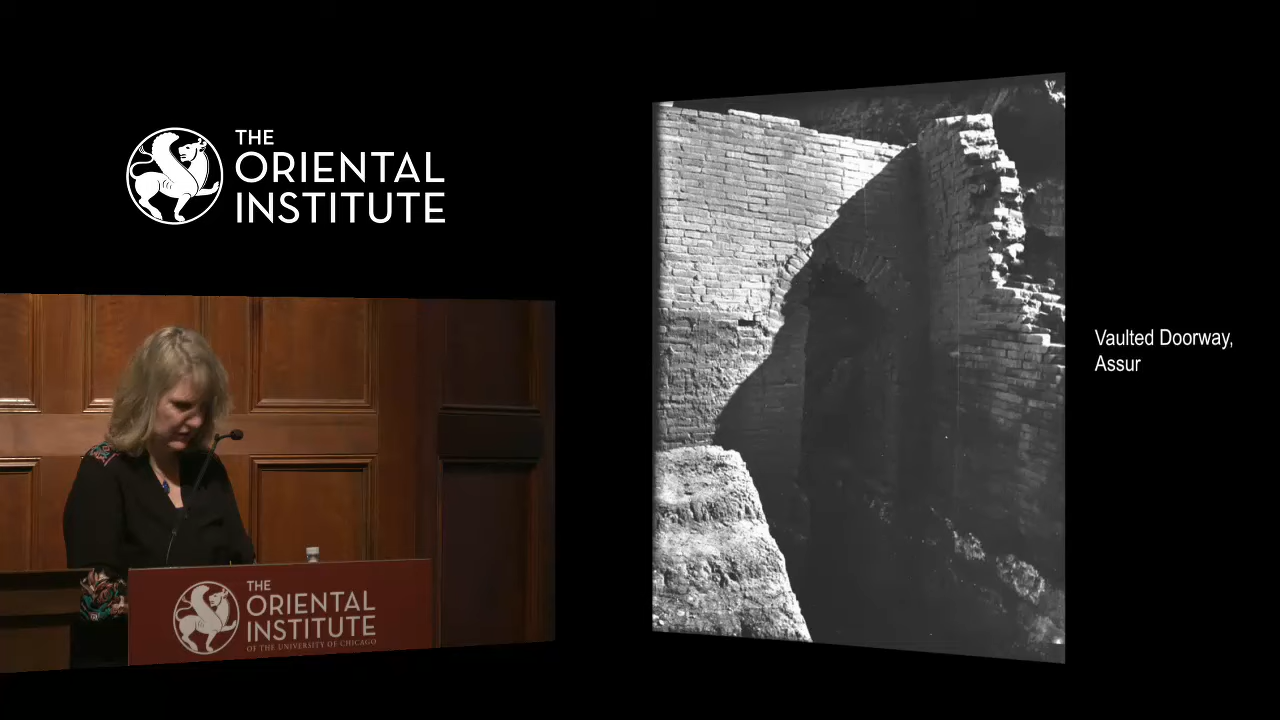 THE
ORIENTAL
INSTITUTE
Vaulted Doorway,
Assur
THE
ORIENTAL
INSTITUTE
OF THE UNIVERSITY OF CHICAGO